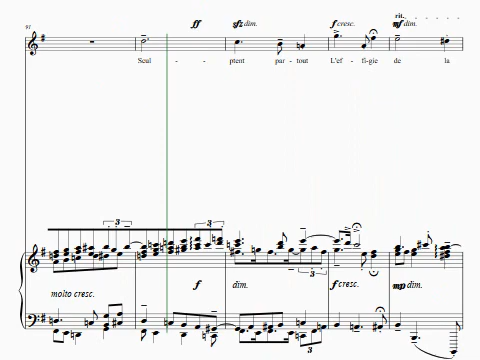 rit.
91 ff sfz dim. f cresc. mf dim.
Scul - - ptent par - tout L'ef - fi-gie de la
3 3
3
molto cresc. f dim. f cresc. mp dim.
3